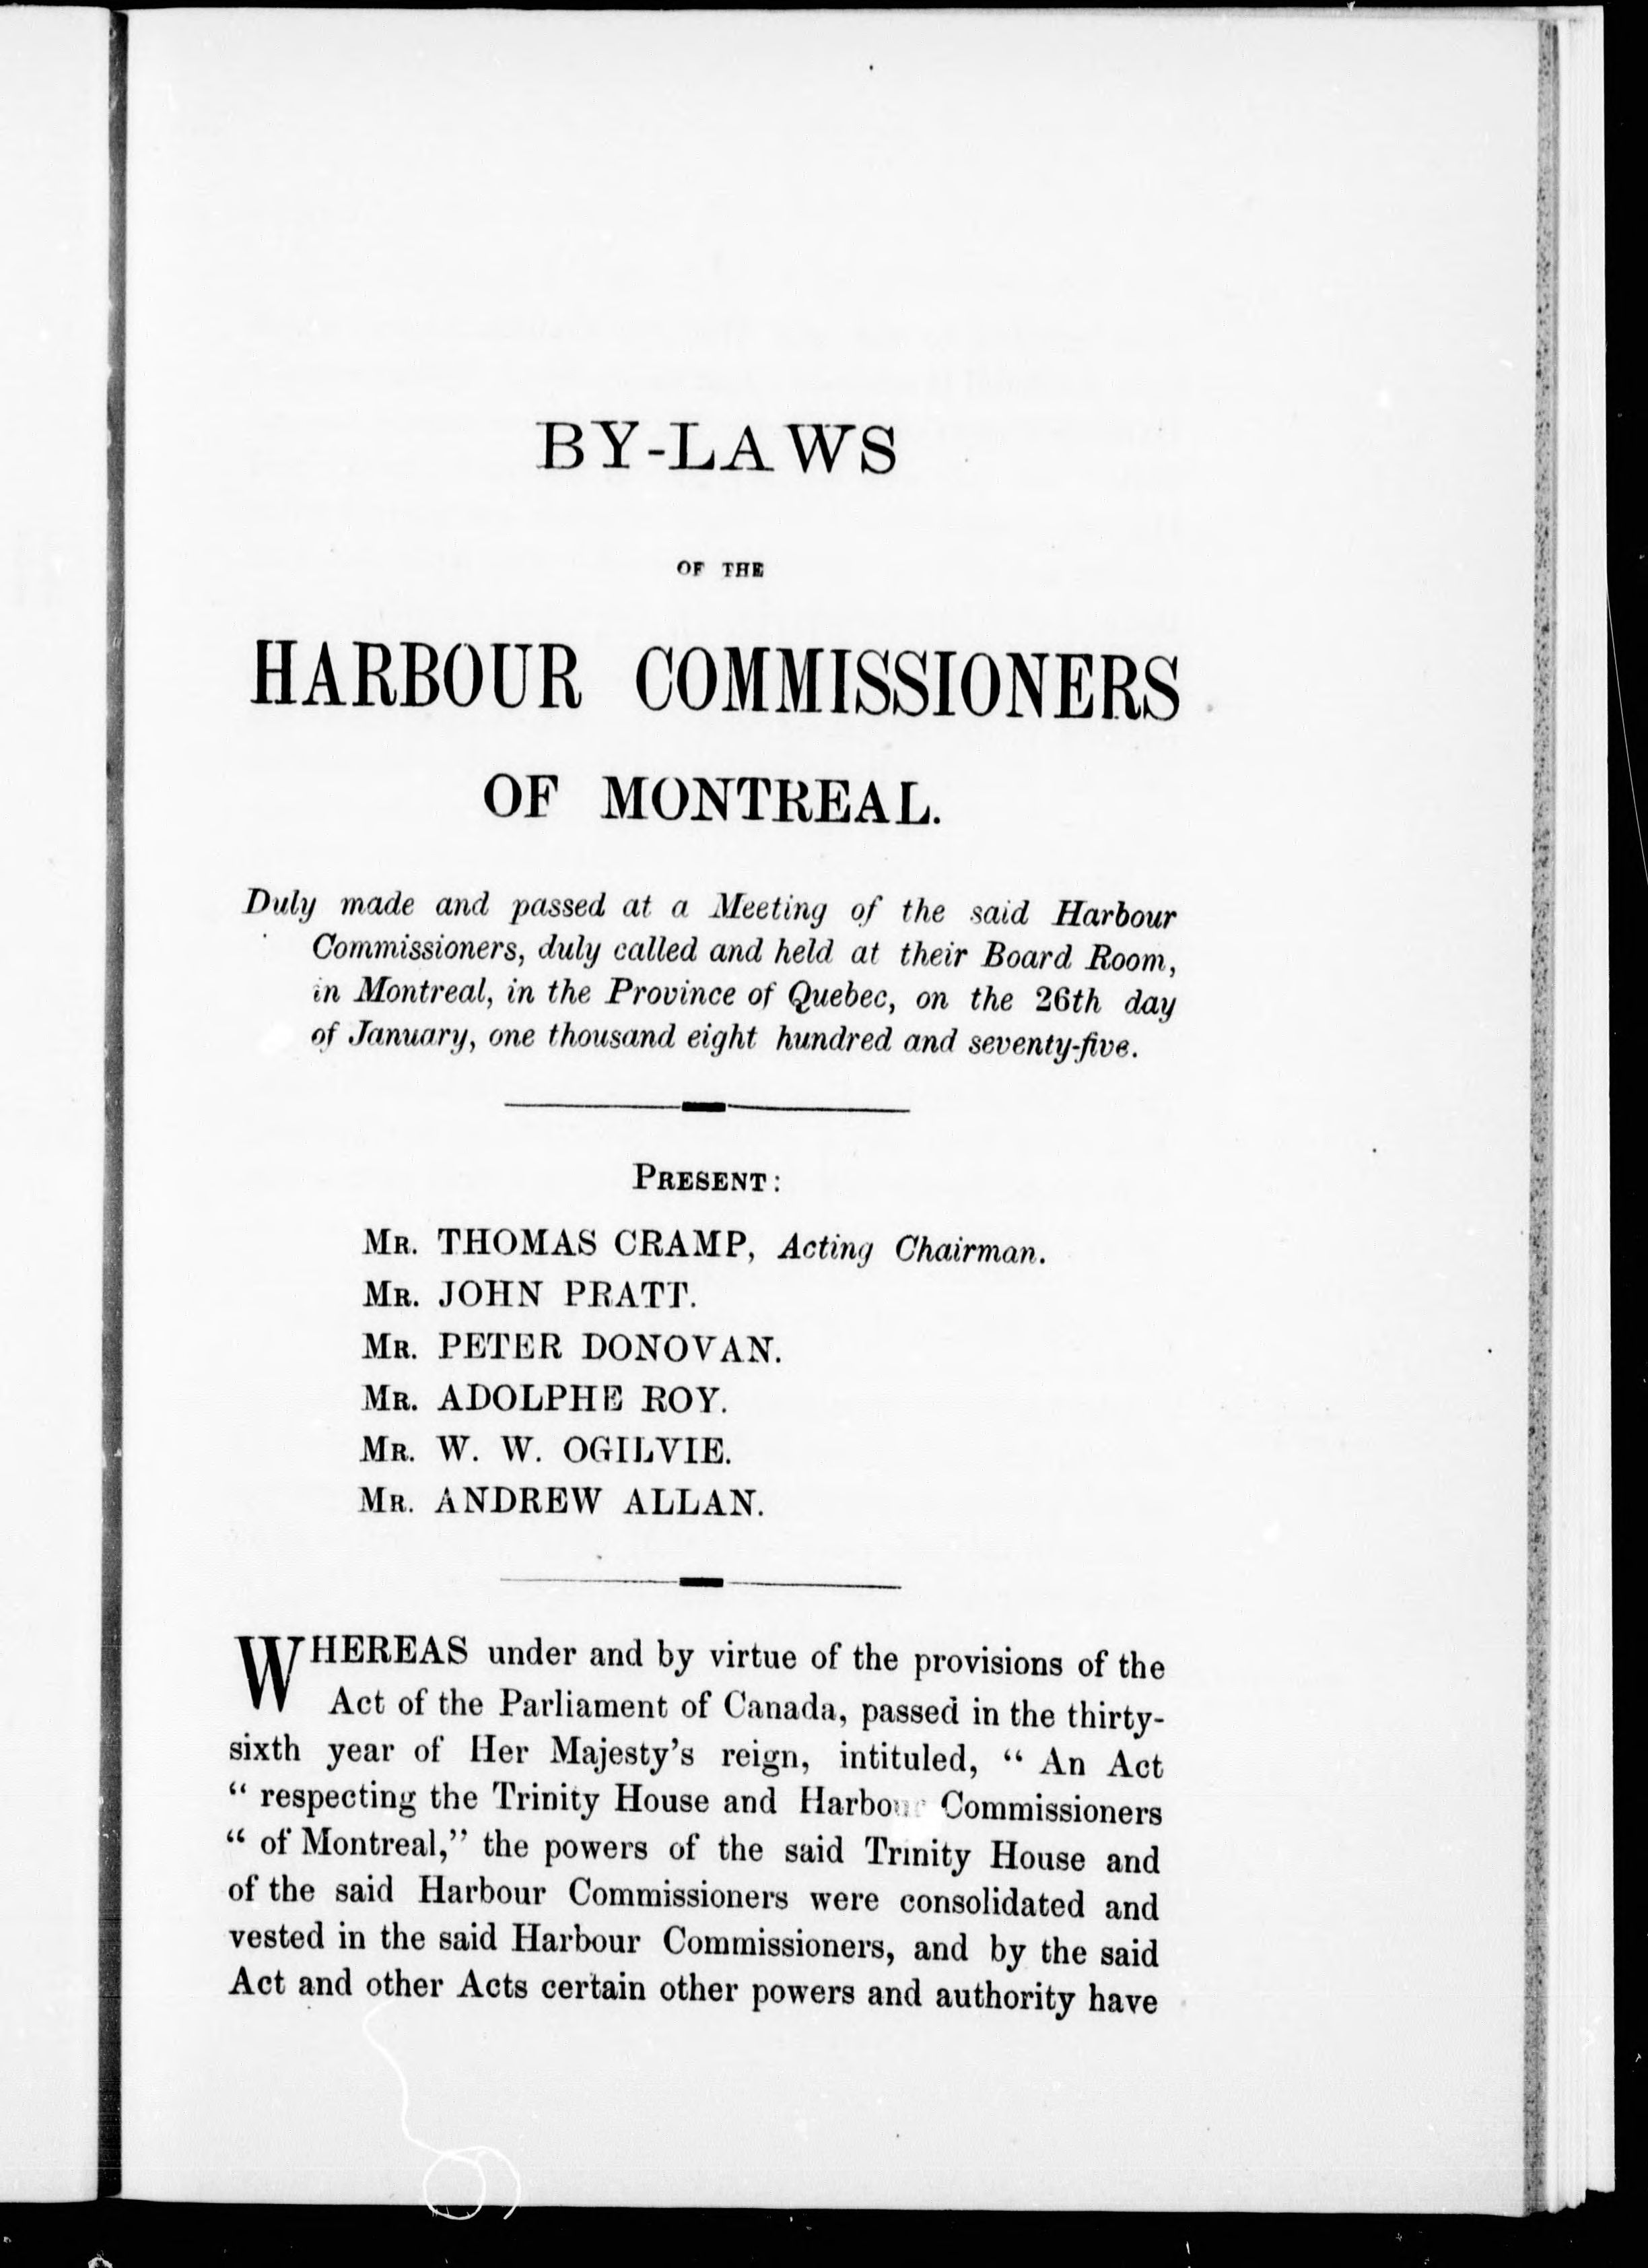 BY-LAWS
OF THE
HARBOUR COMMISSIONERS
OF MONTREAL.
Duly made and passed at a Meeting of the said Harbour
Commissioners, duly called and held at their Board Room,
in Montreal, in the Province of Quebec, on the 26th day
of January, one thousand eight hundred and seventy-five.
PRESENT:
MR. THOMAS CRAMP, Acting Chairman.
MR. JOHN PRATT.
MR. PETER DONOVAN.
MR. ADOLPHE ROY.
MR. W. W. OGILVIE.
MR. ANDREW ALLAN.
WHEREAS under and by virtue of the provisions of the
Act of the Parliament of Canada, passed in the thirty-
sixth year of Her Majesty's reign, intituled, " An Act
" respecting the Trinity House and Harbour Commissioners
" of Montreal," the powers of the said Trinity House and
of the said Harbour Commissioners were consolidated and
vested in the said Harbour Commissioners, and by the said
Act and other Acts certain other powers and authority have